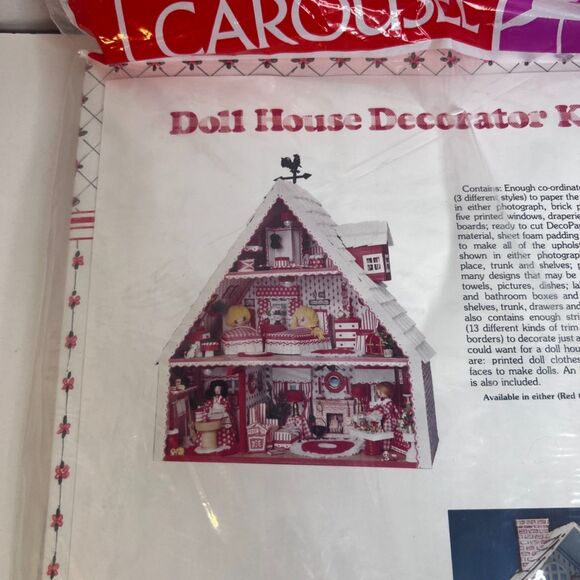 CAROUSEL
Doll House Decorator K
Contains: Enough co-ordinate
(3 different styles) to paper the
in either photograph, brick p
five printed windows, draperie
boards; ready to cut DecoPa
material, sheet foam padding
to make all of the uphols
shown in either photograp
place, trunk and shelves; p
many designs that may be
towels, pictures, dishes; la
and bathroom boxes and
shelves, trunk, drawers and
also contains enough stri
(13 different kinds of trim
borders) to decorate just a
could want for a doll hou
are: printed doll clothes
faces to make dolls. An
is also included.
Available in either (Red